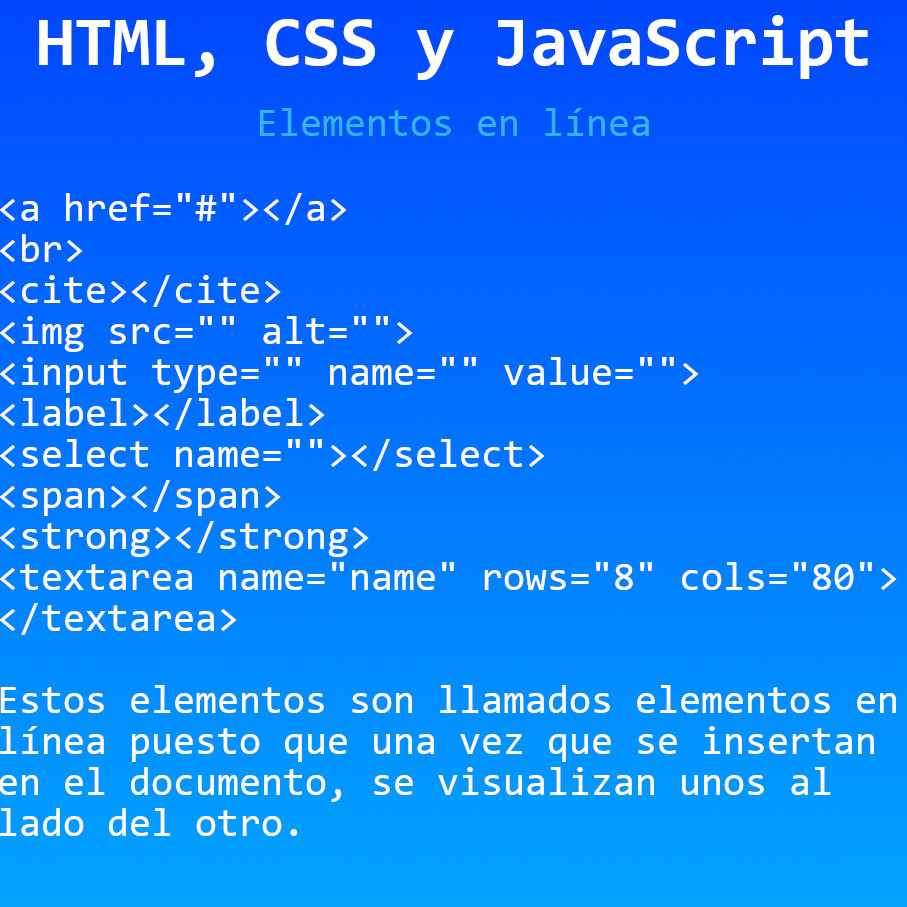 HTML, CSS y JavaScript
Elementos en línea
<a href="#"></a>
<br>
<cite></cite>
<img src="" alt="">
<input type="" name="" value="">
<label></label>
<select name=""></select>
<span></span>
<strong></strong>
<textarea name="name" rows="8" cols="80">
</textarea>
Estos elementos son llamados elementos en
línea puesto que una vez que se insertan
en el documento, se visualizan unos al
lado del otro.